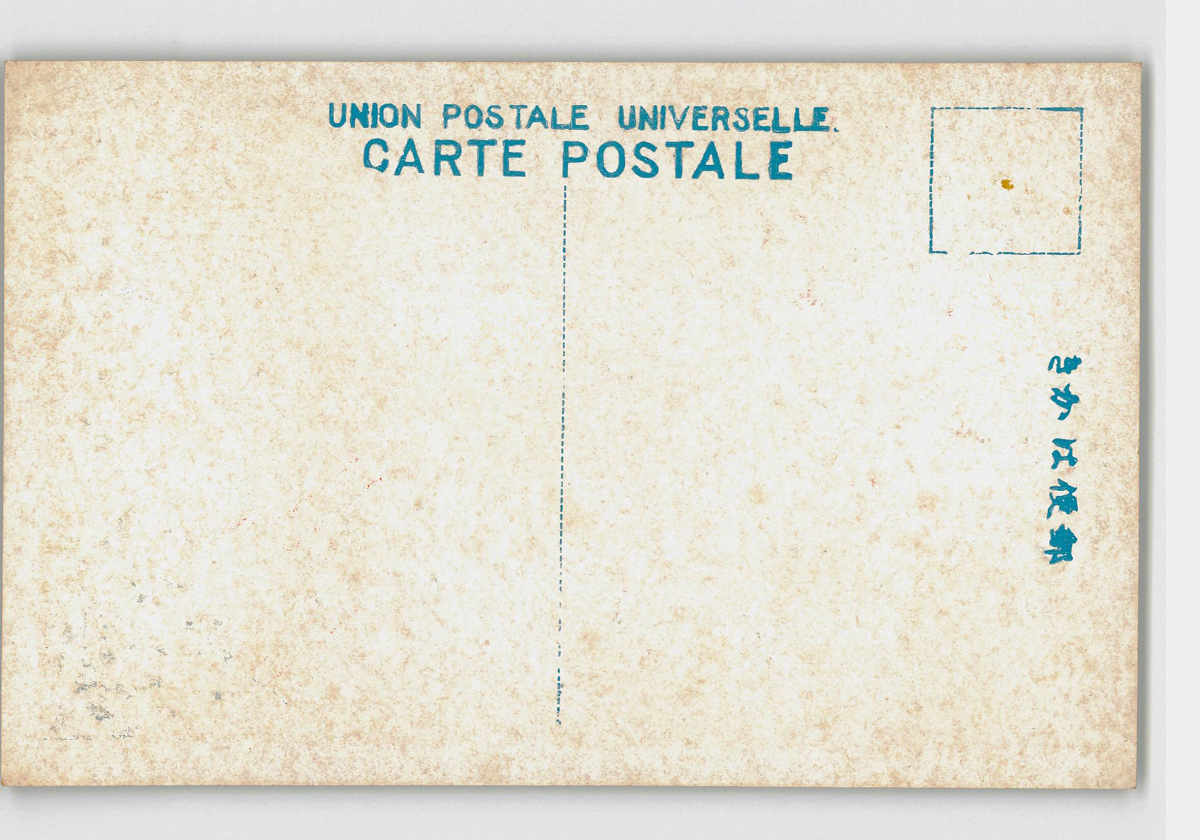 UNION POSTALE UNIVERSELLE.
CARTE POSTALE
きかは便郵